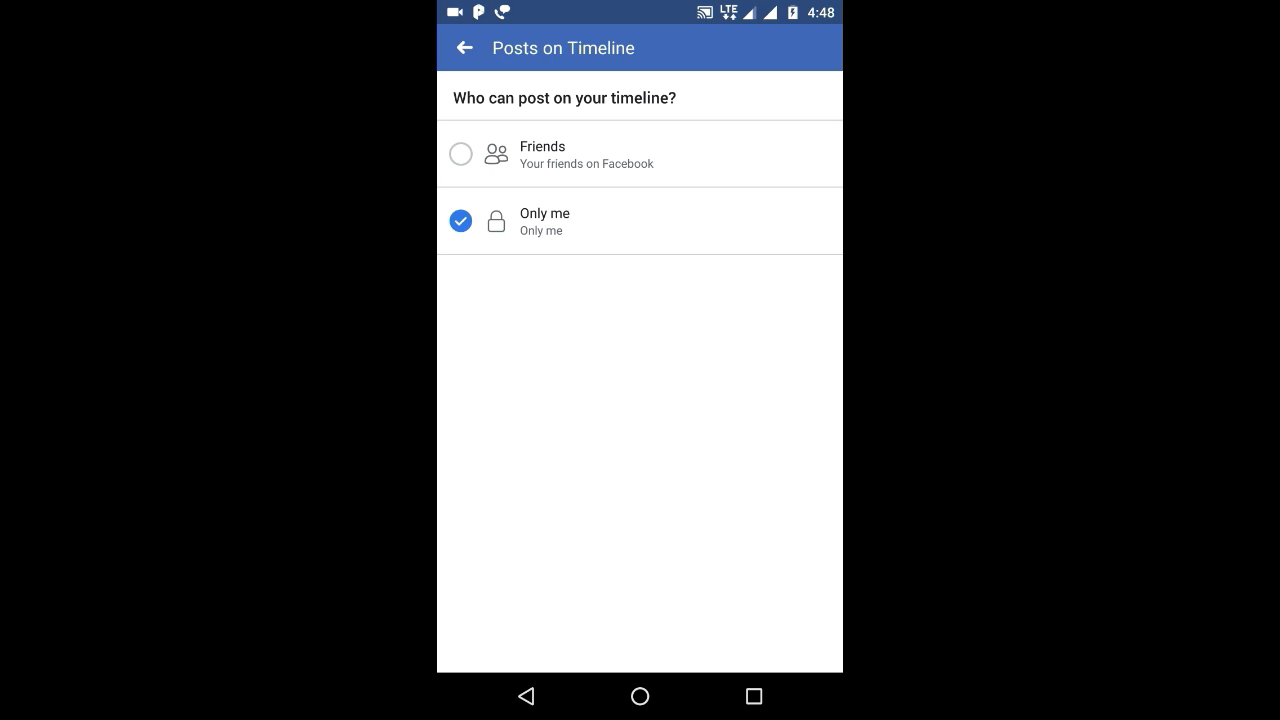 LTE 4:48
Posts on Timeline
Who can post on your timeline?
Friends
Your friends on Facebook
Only me
Only me